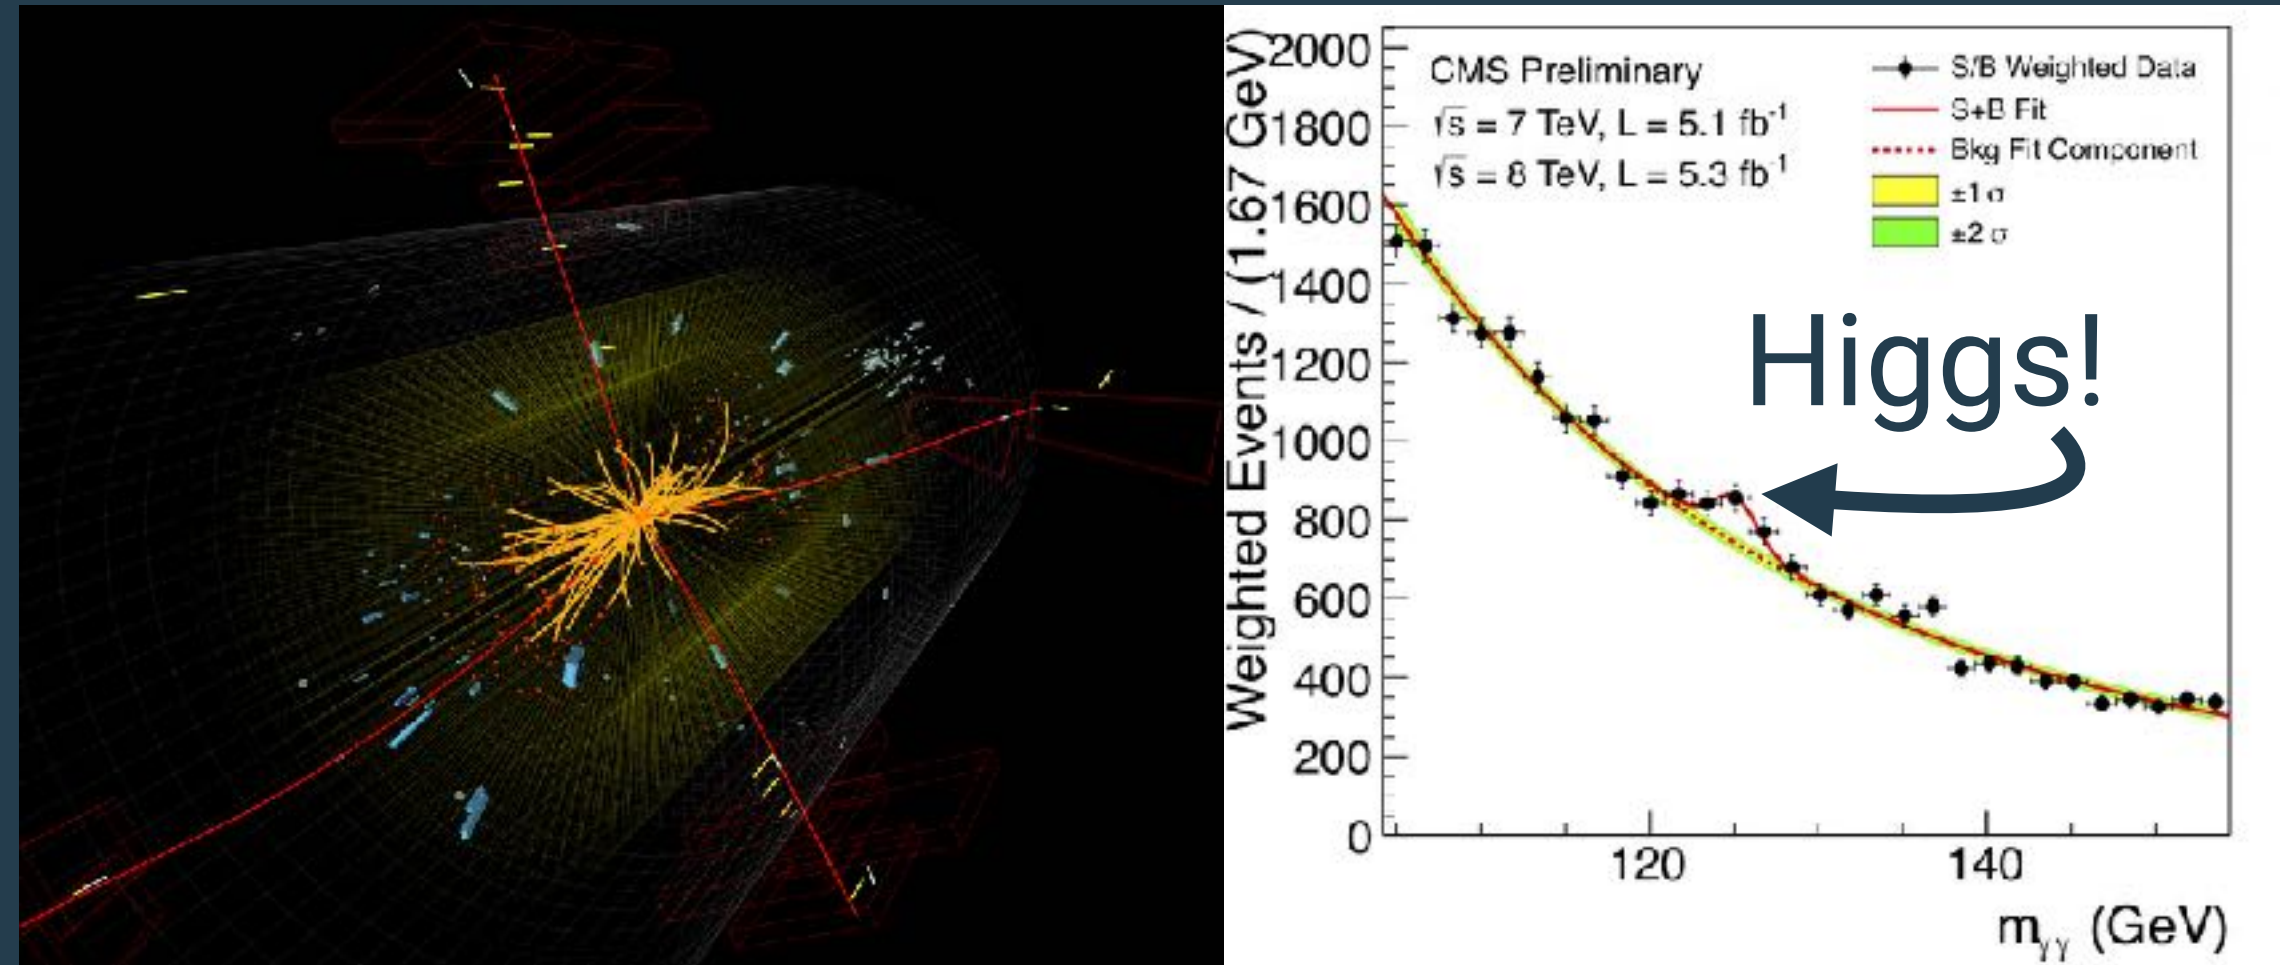 Weighted Events / (1.67 GeV)
2000
1800
1600
1400
1200
1000
800
600
400
200
0
CMS Preliminary
√s = 7 TeV, L = 5.1 fb⁻¹
√s = 8 TeV, L = 5.3 fb⁻¹
S/B Weighted Data
S+B Fit
Bkg Fit Component
±1 σ
±2 σ
Higgs!
120
140
m_γγ (GeV)